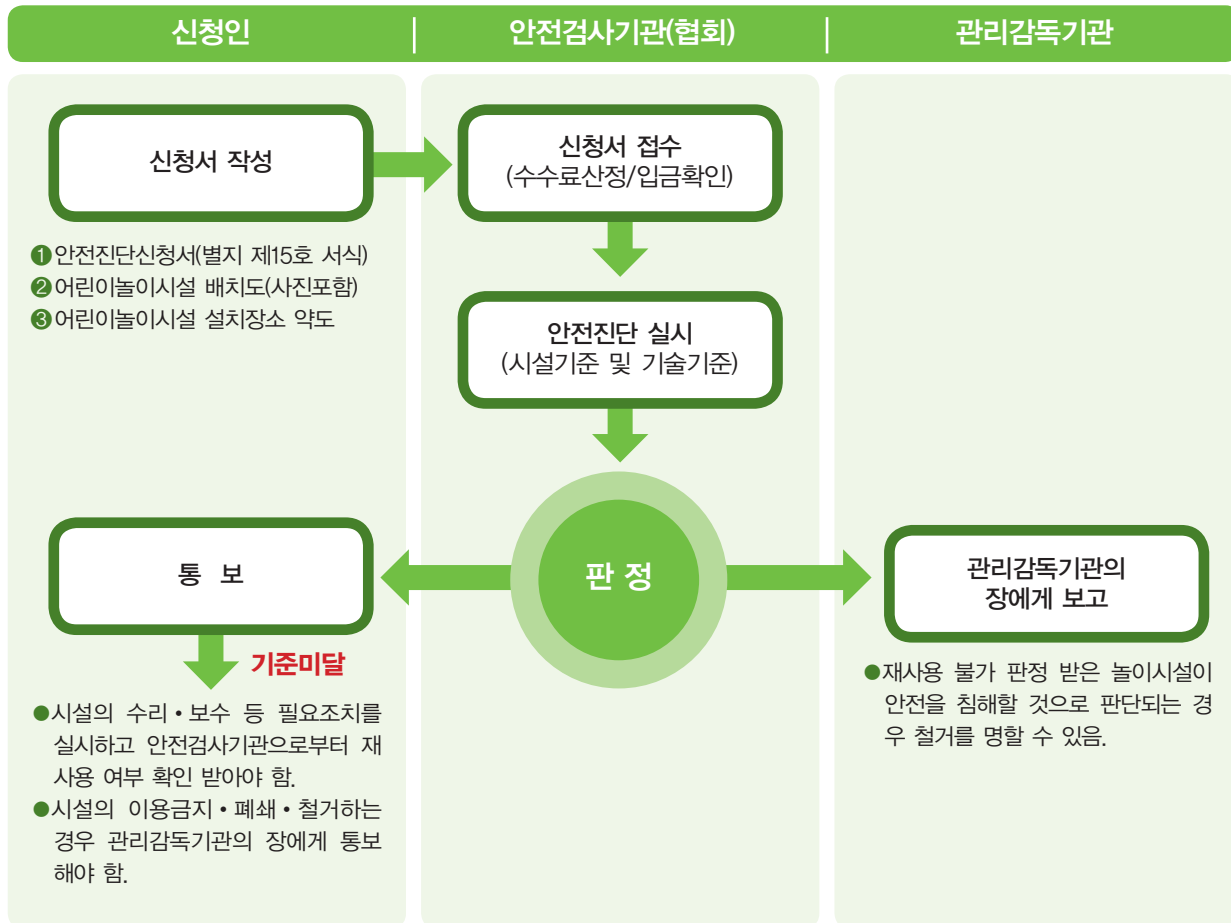 신청인
안전검사기관(협회)
관리감독기관
신청서 작성
❶안전진단신청서(별지 제15호 서식)
❷어린이놀이시설 배치도(사진포함)
❸어린이놀이시설 설치장소 약도
신청서 접수
(수수료산정/입금확인)
안전진단 실시
(시설기준 및 기술기준)
판 정
통 보
기준미달
●시설의 수리・보수 등 필요조치를
실시하고 안전검사기관으로부터 재
사용 여부 확인 받아야 함.
●시설의 이용금지・폐쇄・철거하는
경우 관리감독기관의 장에게 통보
해야 함.
관리감독기관의
장에게 보고
●재사용 불가 판정 받은 놀이시설이
안전을 침해할 것으로 판단되는 경
우 철거를 명할 수 있음.